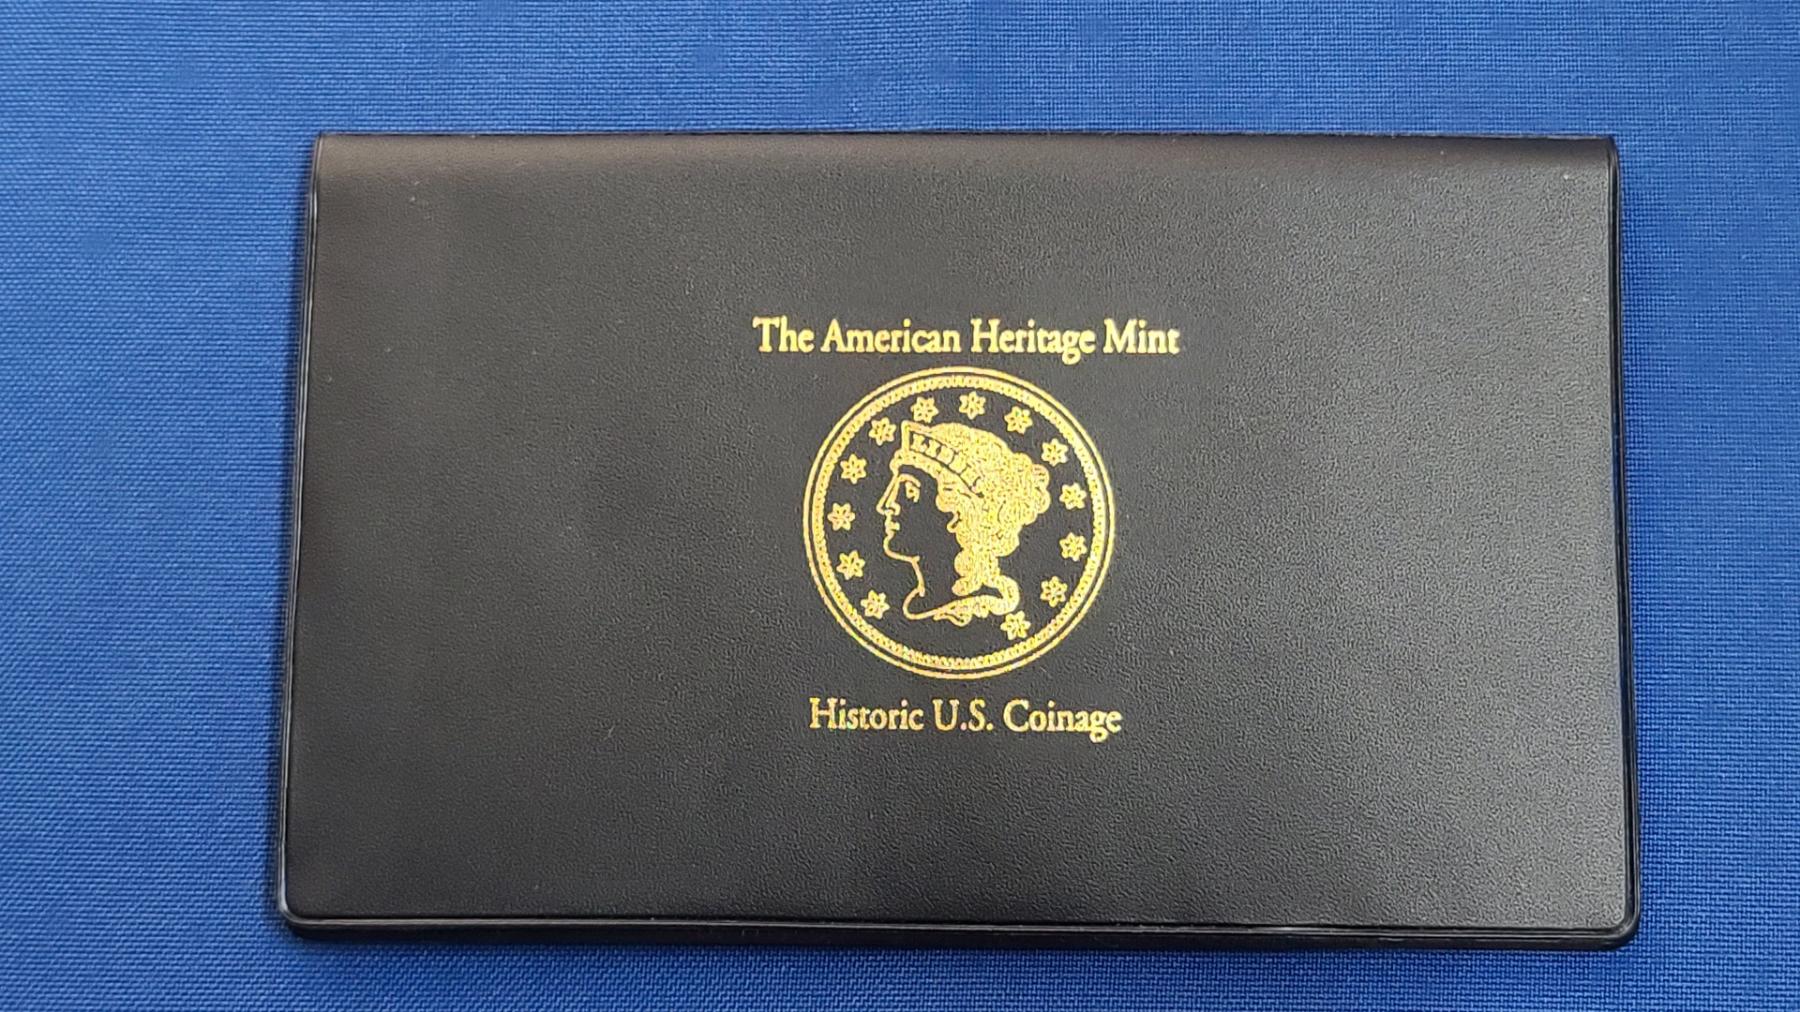 The American Heritage Mint
Historic U.S. Coinage